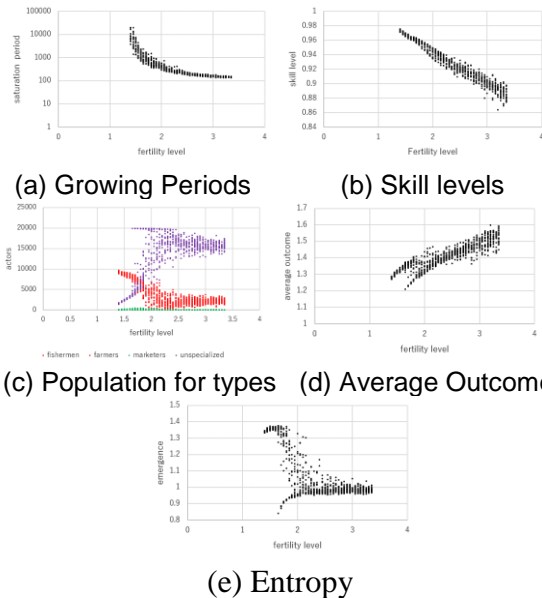 100000
10000
1000
100
10
1
saturation period
0 1 2 3 4
fertility level
(a) Growing Periods
1
0.98
0.96
0.94
0.92
0.9
0.88
0.86
0.84
skill level
0 1 2 3 4
Fertility level
(b) Skill levels
25000
20000
15000
10000
5000
0
actors
0 0.5 1 1.5 2 2.5 3 3.5 4
fertility level
fishermen farmers marketers unspecialized
(c) Population for types
1.7
1.6
1.5
1.4
1.3
1.2
1.1
1
average outcome
0 1 2 3 4
fertility level
(d) Average Outcome
1.5
1.4
1.3
1.2
1.1
1
0.9
0.8
emergence
0 1 2 3 4
fertility level
(e) Entropy